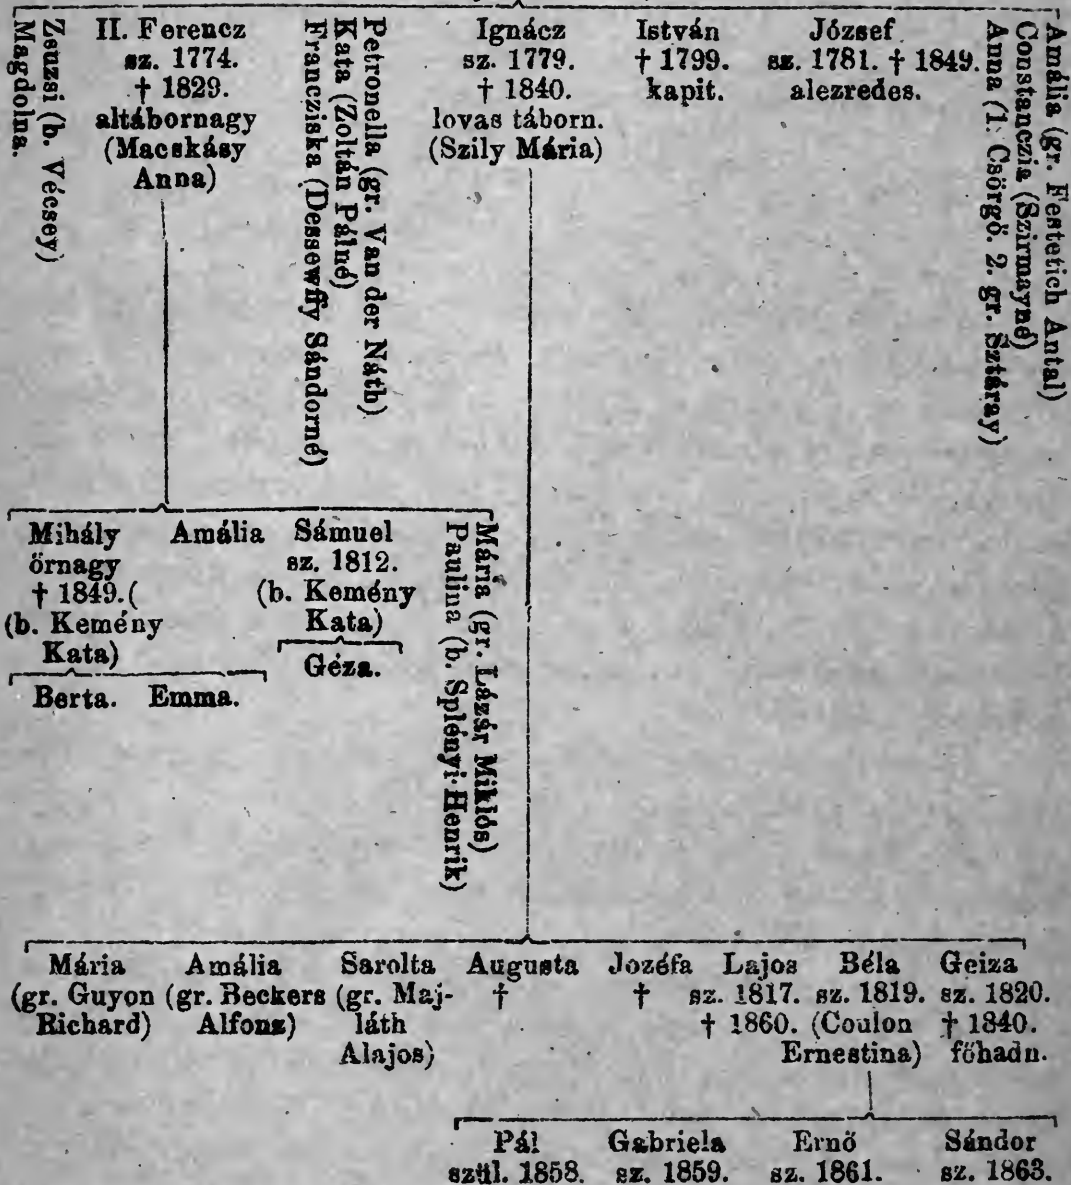 Zsuzsi (b. Vécsey)
Magdolna.
II. Ferencz
sz. 1774.
† 1829.
altábornagy
(Macskásy
Anna)
Petronella (gr. Van der Náth)
Kata (Zoltán Pálné)
Francziska (Dessewffy Sándorné)
Ignácz
sz. 1779.
† 1840.
lovas táborn.
(Szily Mária)
István
† 1799.
kapit.
József
sz. 1781. † 1849.
alezredes.
Amália (gr. Festetich Antal)
Constanczia (Szirmayné)
Anna (1. Csörgő. 2. gr. Sztáray)
Mihály
őrnagy
† 1849.(
(b. Kemény
Kata)
Amália
Sámuel
sz. 1812.
(b. Kemény
Kata)
Mária (gr. Lázár Miklós)
Paulina (b. Splényi Henrik)
Berta. Emma.
Géza.
Mária
(gr. Guyon
Richard)
Amália
(gr. Beckers
Alfonz)
Sarolta
(gr. Maj-
láth
Alajos)
Augusta
†
Jozéfa
†
Lajos
sz. 1817.
† 1860.
Béla
sz. 1819.
(Coulon
Ernestina)
Geiza
sz. 1820.
† 1840.
főhadn.
Pál
szül. 1858.
Gabriela
sz. 1859.
Ernő
sz. 1861.
Sándor
sz. 1863.